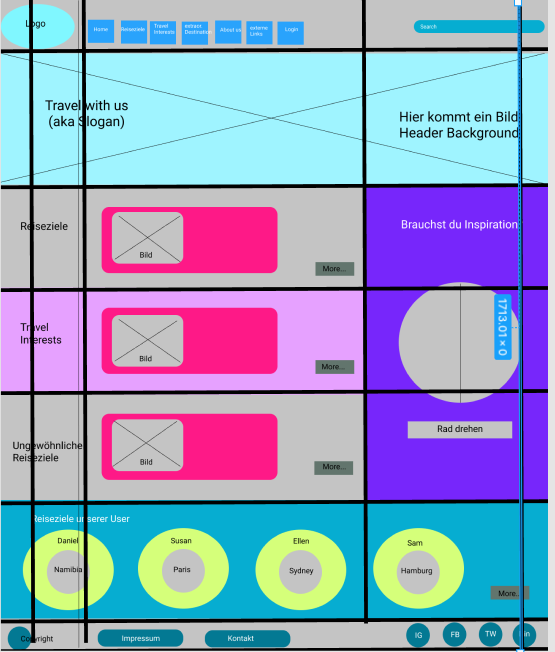 Logo
Home
Reiseziele
Travel
Interests
extraord.
Destination
About us
externe
Links
Login
Search
Travel with us
(aka Slogan)
Hier kommt ein Bild
Header Background
Reiseziele
Bild
More...
Brauchst du Inspiration
Travel
Interests
Bild
More...
1713.01 × 0
Rad drehen
Ungewöhnliche
Reiseziele
Bild
More...
Reiseziele unserer User
Daniel
Namibia
Susan
Paris
Ellen
Sydney
Sam
Hamburg
More...
Copyright
Impressum
Kontakt
IG
FB
TW